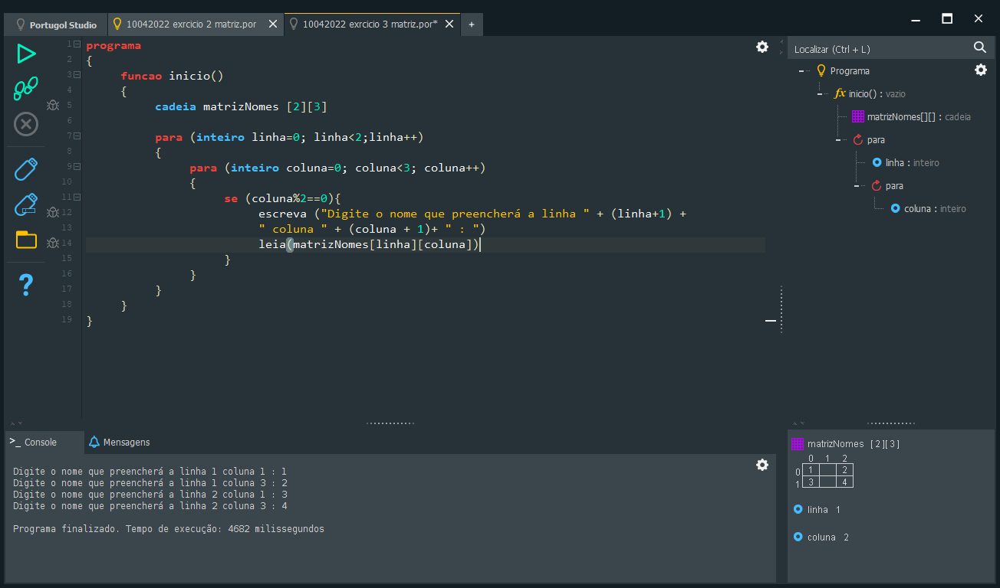 Portugol Studio
10042022 exrcicio 2 matriz.por
10042022 exrcicio 3 matriz.por*
+
1 programa
2 {
3 funcao inicio()
4 {
5 cadeia matrizNomes [2][3]
6
7 para (inteiro linha=0; linha<2;linha++)
8 {
9 para (inteiro coluna=0; coluna<3; coluna++)
10 {
11 se (coluna%2==0){
12 escreva ("Digite o nome que preencherá a linha " + (linha+1) +
13 " coluna " + (coluna + 1)+ " : ")
14 leia(matrizNomes[linha][coluna])
15 }
16 }
17 }
18 }
19 }
Localizar (Ctrl + L)
Programa
fx inicio() : vazio
matrizNomes[][] : cadeia
para
linha : inteiro
para
coluna : inteiro
>_ Console
Mensagens
Digite o nome que preencherá a linha 1 coluna 1 : 1
Digite o nome que preencherá a linha 1 coluna 3 : 2
Digite o nome que preencherá a linha 2 coluna 1 : 3
Digite o nome que preencherá a linha 2 coluna 3 : 4
Programa finalizado. Tempo de execução: 4682 milissegundos
matrizNomes [2][3]
0 1 2
0 1 2
1 3 4
linha 1
coluna 2